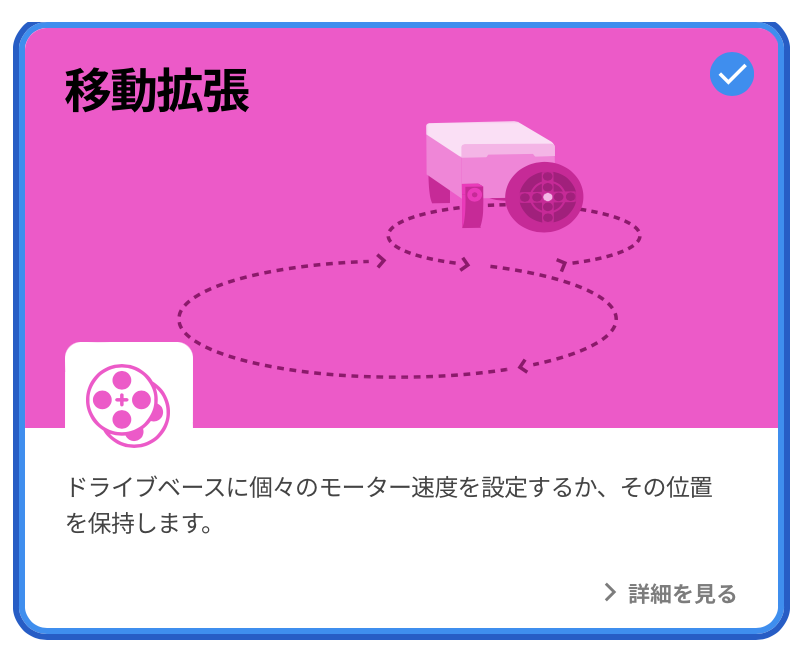 移動拡張
ドライブベースに個々のモーター速度を設定するか、その位置
を保持します。
詳細を見る